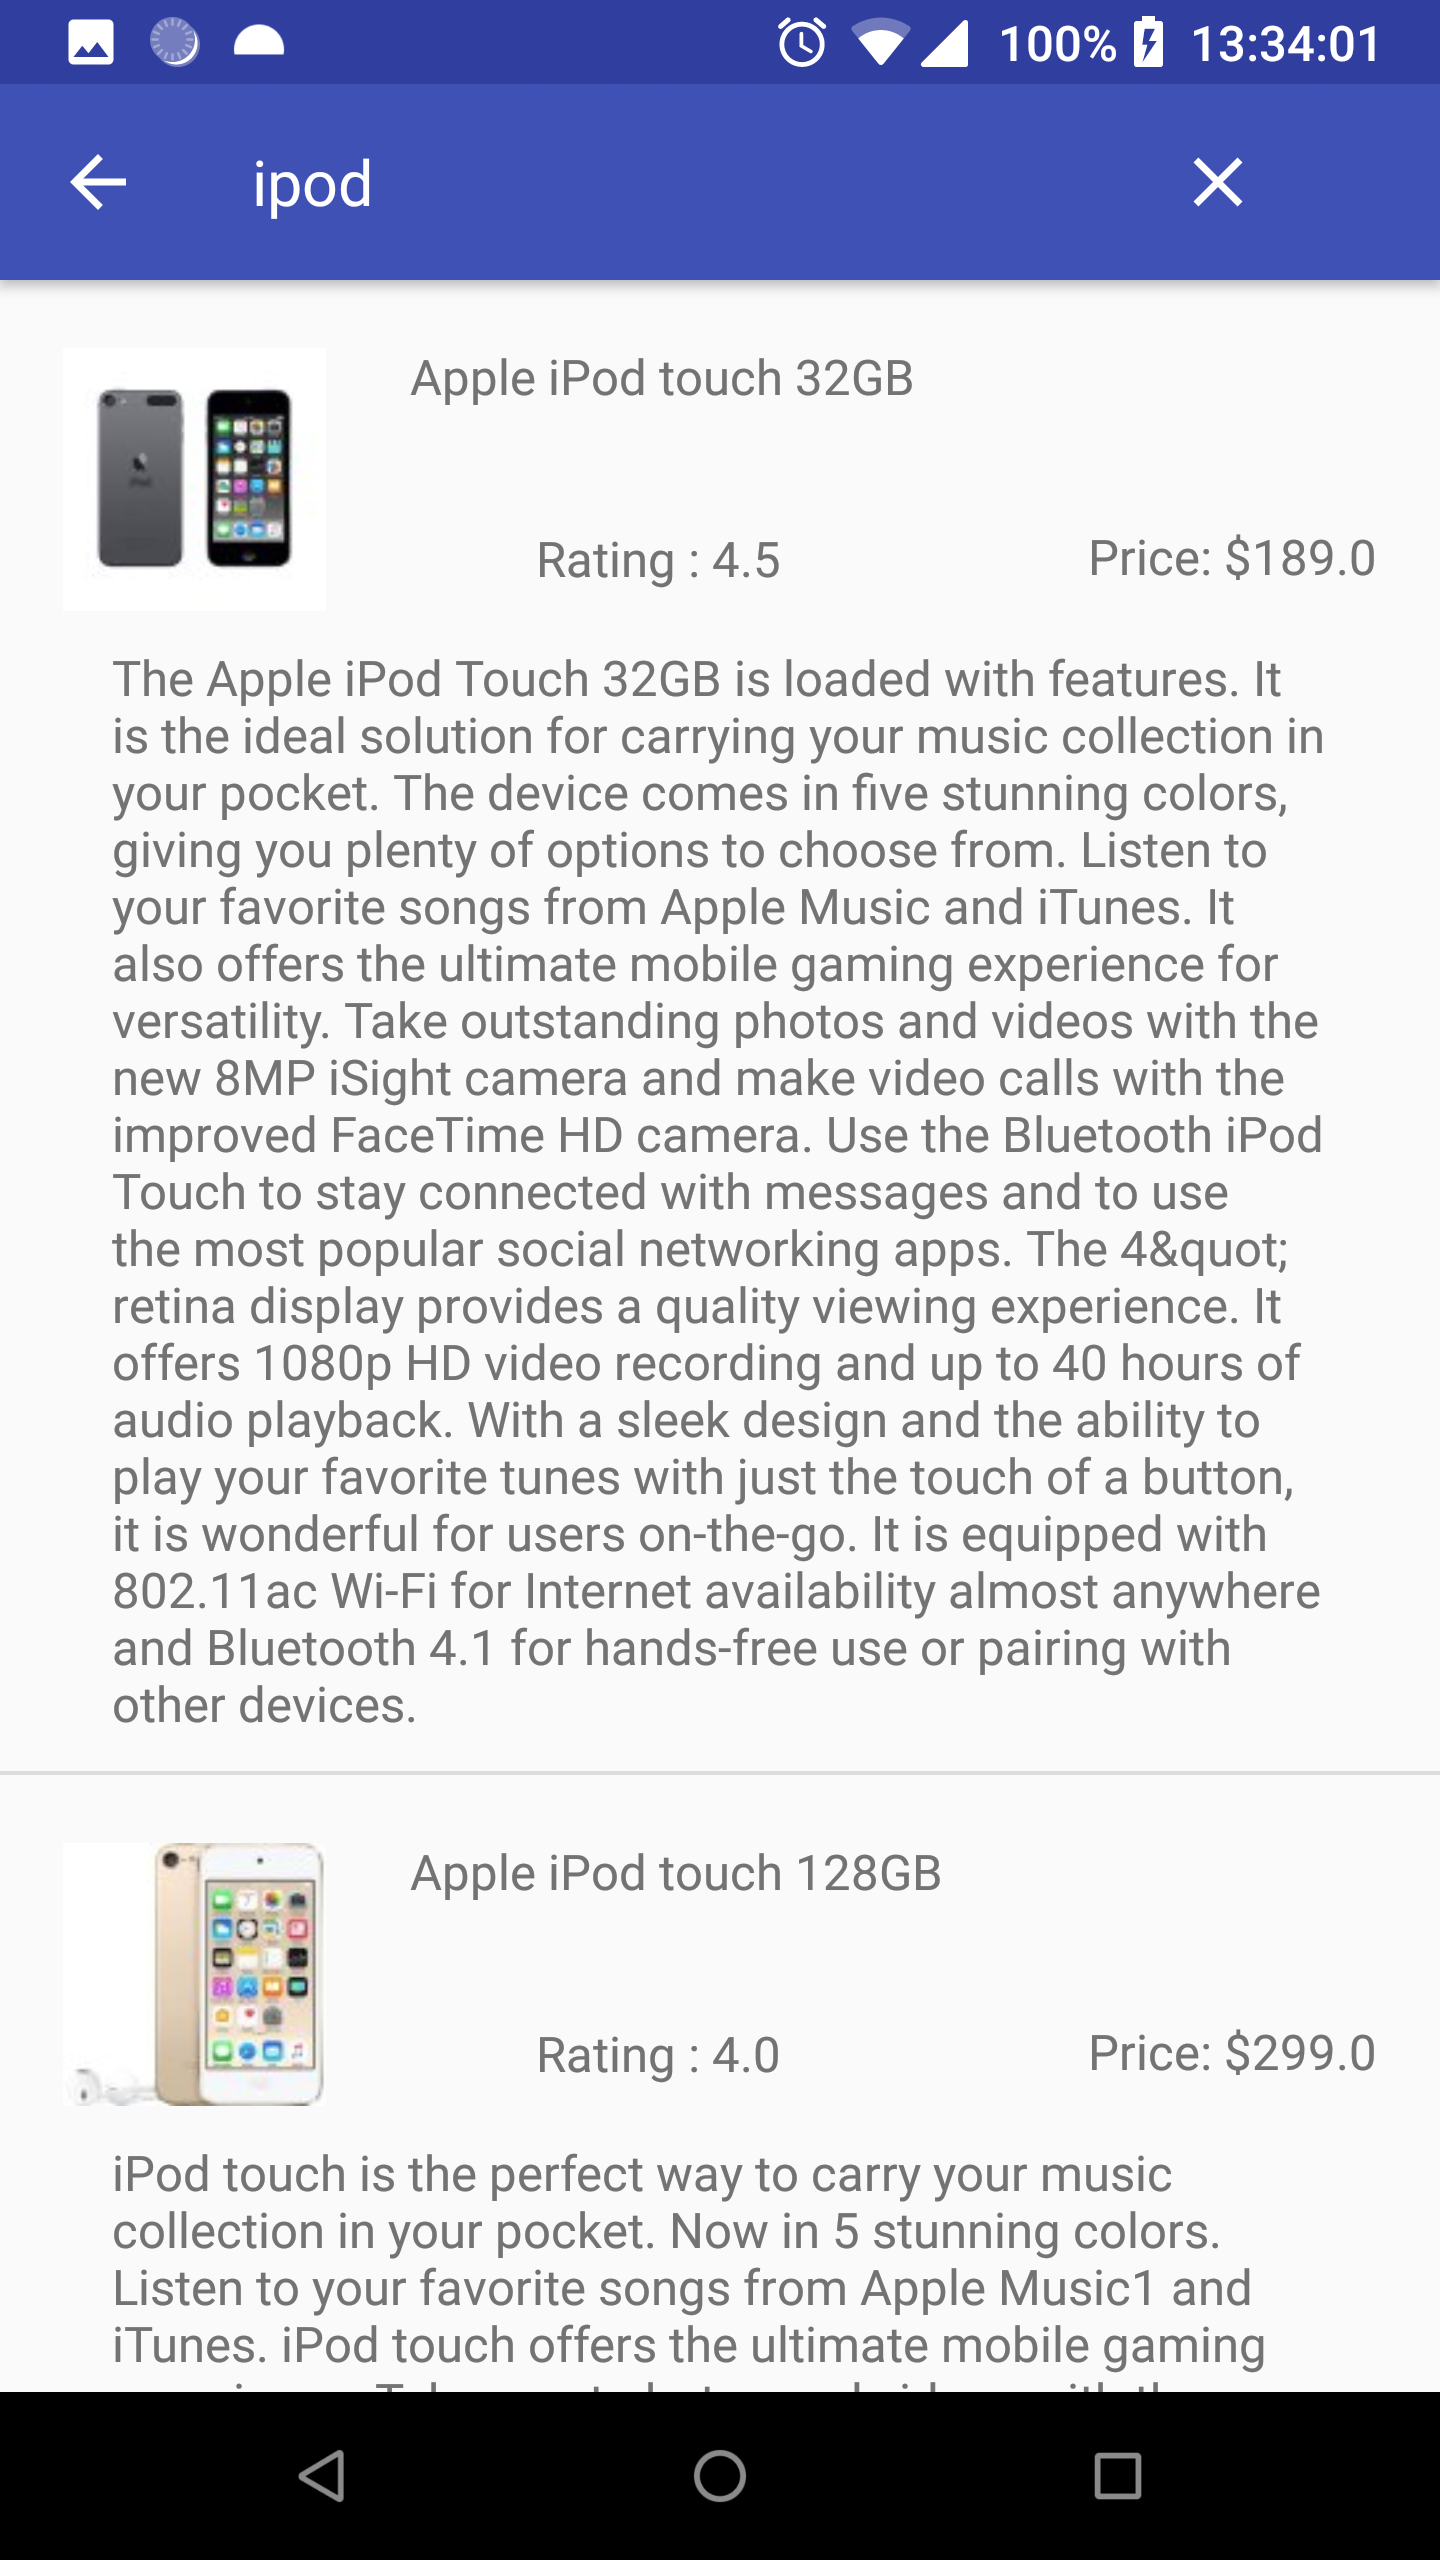 100% 13:34:01
ipod
Apple iPod touch 32GB
Rating : 4.5
Price: $189.0
The Apple iPod Touch 32GB is loaded with features. It
is the ideal solution for carrying your music collection in
your pocket. The device comes in five stunning colors,
giving you plenty of options to choose from. Listen to
your favorite songs from Apple Music and iTunes. It
also offers the ultimate mobile gaming experience for
versatility. Take outstanding photos and videos with the
new 8MP iSight camera and make video calls with the
improved FaceTime HD camera. Use the Bluetooth iPod
Touch to stay connected with messages and to use
the most popular social networking apps. The 4&quot;
retina display provides a quality viewing experience. It
offers 1080p HD video recording and up to 40 hours of
audio playback. With a sleek design and the ability to
play your favorite tunes with just the touch of a button,
it is wonderful for users on-the-go. It is equipped with
802.11ac Wi-Fi for Internet availability almost anywhere
and Bluetooth 4.1 for hands-free use or pairing with
other devices.
Apple iPod touch 128GB
Rating : 4.0
Price: $299.0
iPod touch is the perfect way to carry your music
collection in your pocket. Now in 5 stunning colors.
Listen to your favorite songs from Apple Music1 and
iTunes. iPod touch offers the ultimate mobile gaming